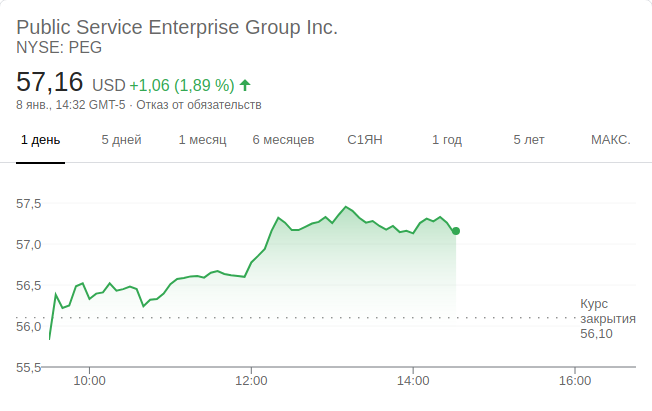 Public Service Enterprise Group Inc.
NYSE: PEG
57,16 USD +1,06 (1,89 %)
8 янв., 14:32 GMT-5 · Отказ от обязательств
1 день 5 дней 1 месяц 6 месяцев С1ЯН 1 год 5 лет МАКС.
57,5
57,0
56,5
56,0
55,5
Курс
закрытия
56,10
10:00 12:00 14:00 16:00